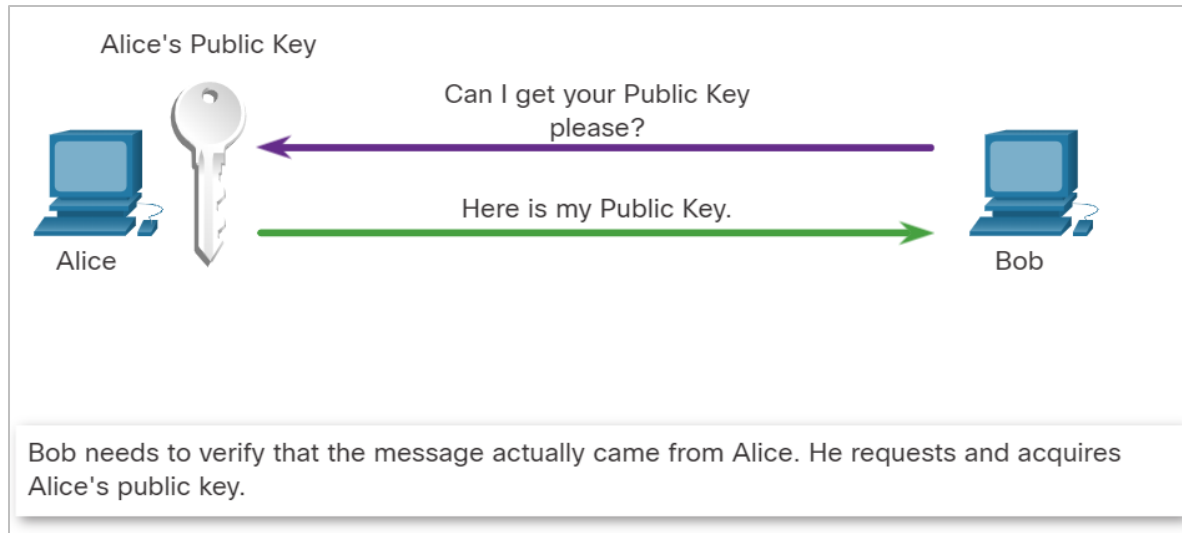 Alice's Public Key
Can I get your Public Key
please?
Here is my Public Key.
Alice
Bob
Bob needs to verify that the message actually came from Alice. He requests and acquires
Alice's public key.